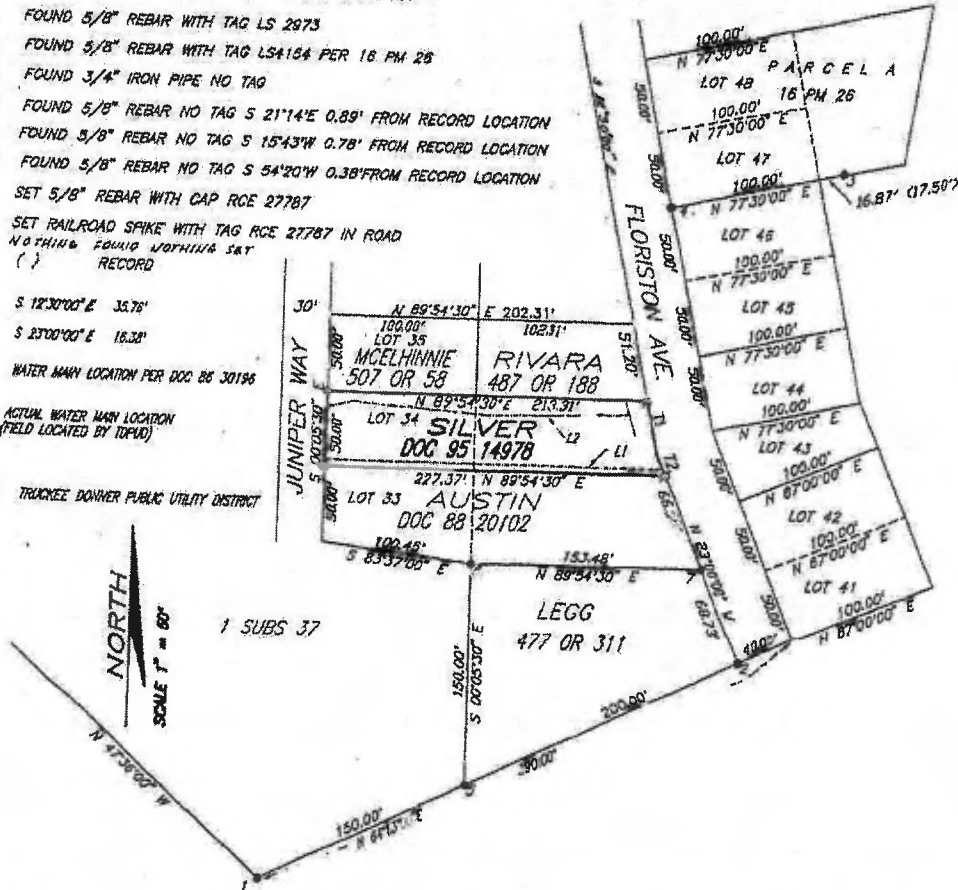 FOUND 5/8" REBAR WITH TAG LS 2973
FOUND 5/8" REBAR WITH TAG LS4154 PER 16 PM 26
FOUND 3/4" IRON PIPE NO TAG
FOUND 5/8" REBAR NO TAG S 21°14'E 0.89' FROM RECORD LOCATION
FOUND 5/8" REBAR NO TAG S 15°43'W 0.78' FROM RECORD LOCATION
FOUND 5/8" REBAR NO TAG S 54°20'W 0.38'FROM RECORD LOCATION
SET 5/8" REBAR WITH CAP RCE 27787
SET RAILROAD SPIKE WITH TAG RCE 27787 IN ROAD
NOTHING FOUND NOTHING SET
( ) RECORD
S 12°30'00" E 35.76'
S 23°00'00" E 16.38'
WATER MAIN LOCATION PER DOC 86 30196
ACTUAL WATER MAIN LOCATION
(FIELD LOCATED BY TDPUD)
TRUCKEE DONNER PUBLIC UTILITY DISTRICT
NORTH
SCALE 1" = 60'
JUNIPER WAY
30'
S 00°05'30" E
50.00'
50.00'
50.00'
N 89°54'30" E 202.31'
100.00'
102.31'
LOT 35
MCELHINNIE
507 OR 58
RIVARA
487 OR 188
51.20'
N 89°54'30" E 213.31'
LOT 34
SILVER
DOC 95 14978
L2
L1
T1
T2
227.37' N 89°54'30" E
LOT 33
AUSTIN
DOC 88 20102
100.48'
S 83°37'00" E
153.48'
N 89°54'30" E
7
N 23°00'00" W
68.73'
LEGG
477 OR 311
1 SUBS 37
150.00'
S 00°05'30" E
N 47°36'00" W
1
150.00'
200.00'
2
40.00'
FLORISTON AVE.
100.00'
N 77°30'00" E
PARCEL A
16 PM 26
LOT 48
50.00'
100.00'
N 77°30'00" E
LOT 47
50.00'
100.00'
4
N 77°30'00" E
3
16.87' (17.50')
LOT 46
50.00'
100.00'
N 77°30'00" E
LOT 45
50.00'
100.00'
N 77°30'00" E
LOT 44
50.00'
100.00'
N 77°30'00" E
LOT 43
50.00'
100.00'
N 67°00'00" E
LOT 42
50.00'
100.00'
N 67°00'00" E
LOT 41
50.00'
100.00'
N 67°00'00" E